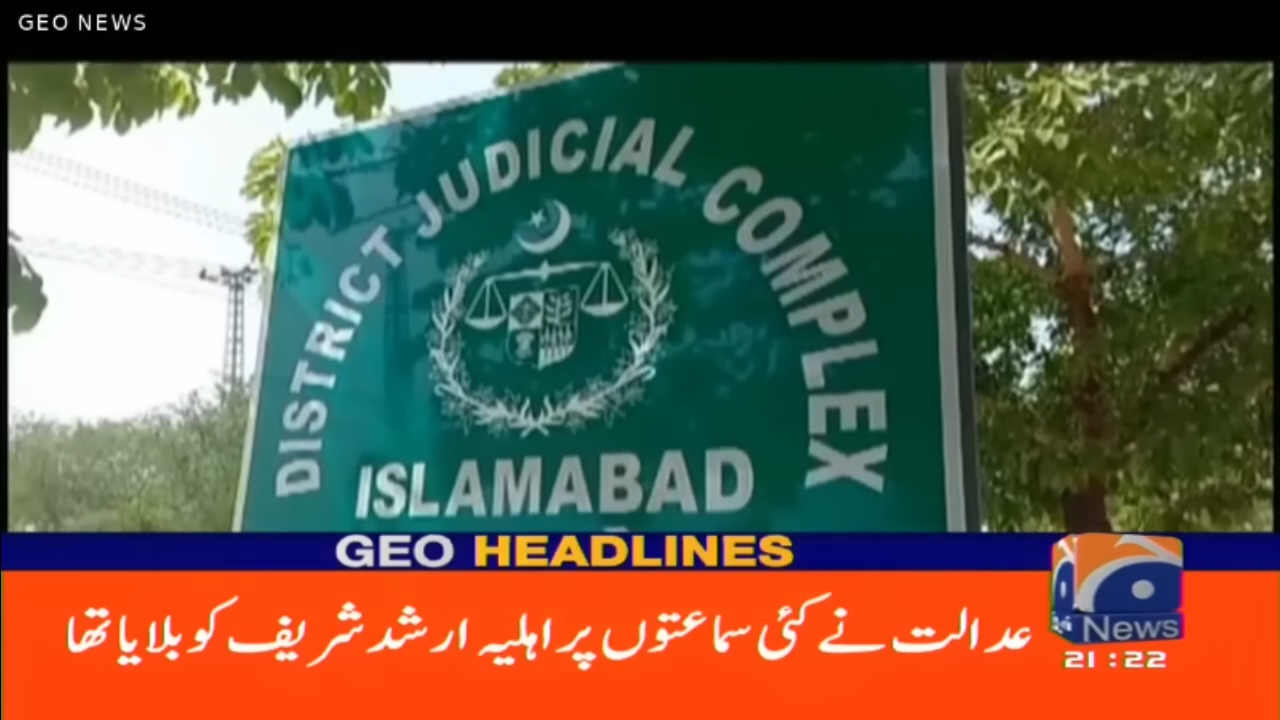 GEO NEWS
DISTRICT JUDICIAL COMPLEX
ISLAMABAD
GEO HEADLINES
عدالت نے کئی سماعتوں پر اہلیہ ارشد شریف کو بلایا تھا
News
21:22